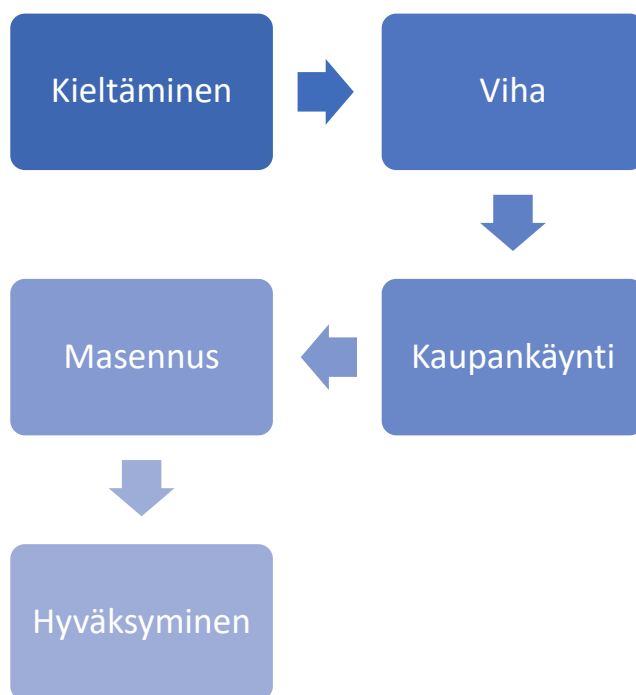 Kieltäminen
Viha
Kaupankäynti
Masennus
Hyväksyminen